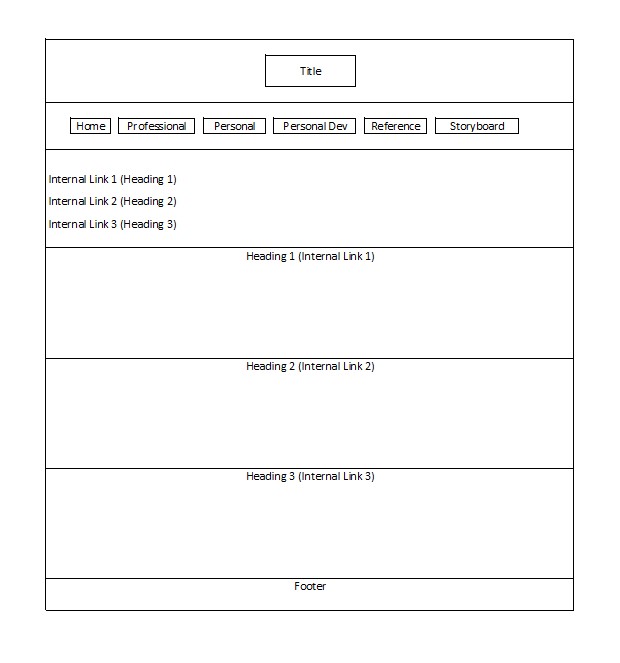 Title
Home Professional Personal Personal Dev Reference Storyboard
Internal Link 1 (Heading 1)
Internal Link 2 (Heading 2)
Internal Link 3 (Heading 3)
Heading 1 (Internal Link 1)
Heading 2 (Internal Link 2)
Heading 3 (Internal Link 3)
Footer